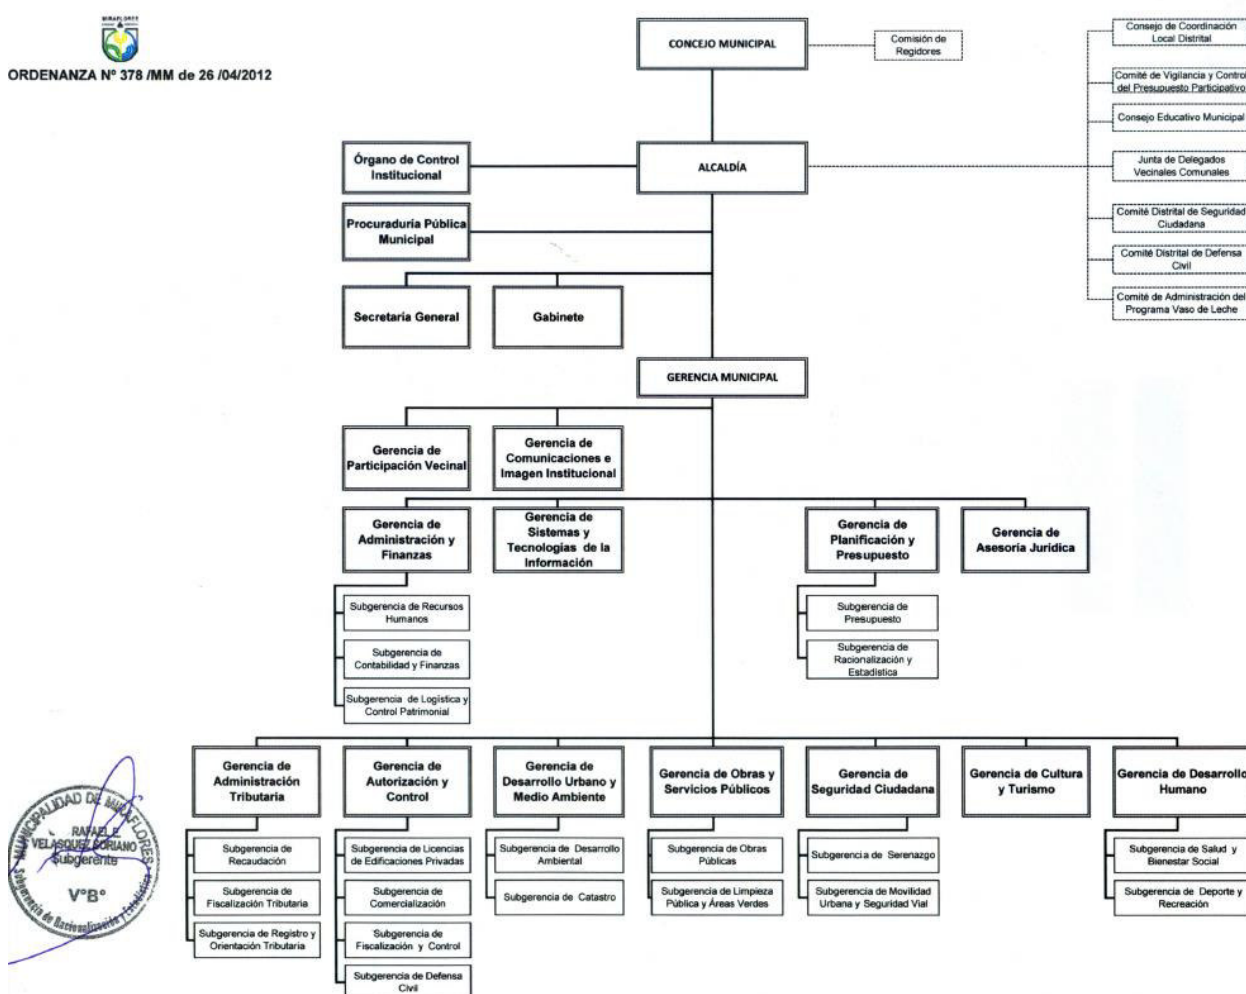 MIRAFLORES
ORDENANZA Nº 378 /MM de 26 /04/2012
CONCEJO MUNICIPAL
Comisión de
Regidores
Consejo de Coordinación
Local Distrital
Comité de Vigilancia y Control
del Presupuesto Participativo
Consejo Educativo Municipal
Junta de Delegados
Vecinales Comunales
Comité Distrital de Seguridad
Ciudadana
Comité Distrital de Defensa
Civil
Comité de Administración del
Programa Vaso de Leche
Órgano de Control
Institucional
ALCALDÍA
Procuraduría Pública
Municipal
Secretaría General
Gabinete
GERENCIA MUNICIPAL
Gerencia de
Participación Vecinal
Gerencia de
Comunicaciones e
Imagen Institucional
Gerencia de
Administración y
Finanzas
Gerencia de
Sistemas y
Tecnologías de la
Información
Gerencia de
Planificación y
Presupuesto
Gerencia de
Asesoría Jurídica
Subgerencia de Recursos
Humanos
Subgerencia de
Contabilidad y Finanzas
Subgerencia de Logística y
Control Patrimonial
Subgerencia de
Presupuesto
Subgerencia de
Racionalización y
Estadística
Gerencia de
Administración
Tributaria
Gerencia de
Autorización y
Control
Gerencia de
Desarrollo Urbano y
Medio Ambiente
Gerencia de Obras y
Servicios Públicos
Gerencia de
Seguridad Ciudadana
Gerencia de Cultura
y Turismo
Gerencia de Desarrollo
Humano
Subgerencia de
Recaudación
Subgerencia de
Fiscalización Tributaria
Subgerencia de Registro y
Orientación Tributaria
Subgerencia de Licencias
de Edificaciones Privadas
Subgerencia de
Comercialización
Subgerencia de
Fiscalización y Control
Subgerencia de Defensa
Civil
Subgerencia de Desarrollo
Ambiental
Subgerencia de Catastro
Subgerencia de Obras
Públicas
Subgerencia de Limpieza
Pública y Áreas Verdes
Subgerencia de Serenazgo
Subgerencia de Movilidad
Urbana y Seguridad Vial
Subgerencia de Salud y
Bienestar Social
Subgerencia de Deporte y
Recreación
MUNICIPALIDAD DE MIRAFLORES
RAFAEL E.
VELASQUEZ SORIANO
Subgerente
V°B°
Subgerencia de Racionalización y Estadística